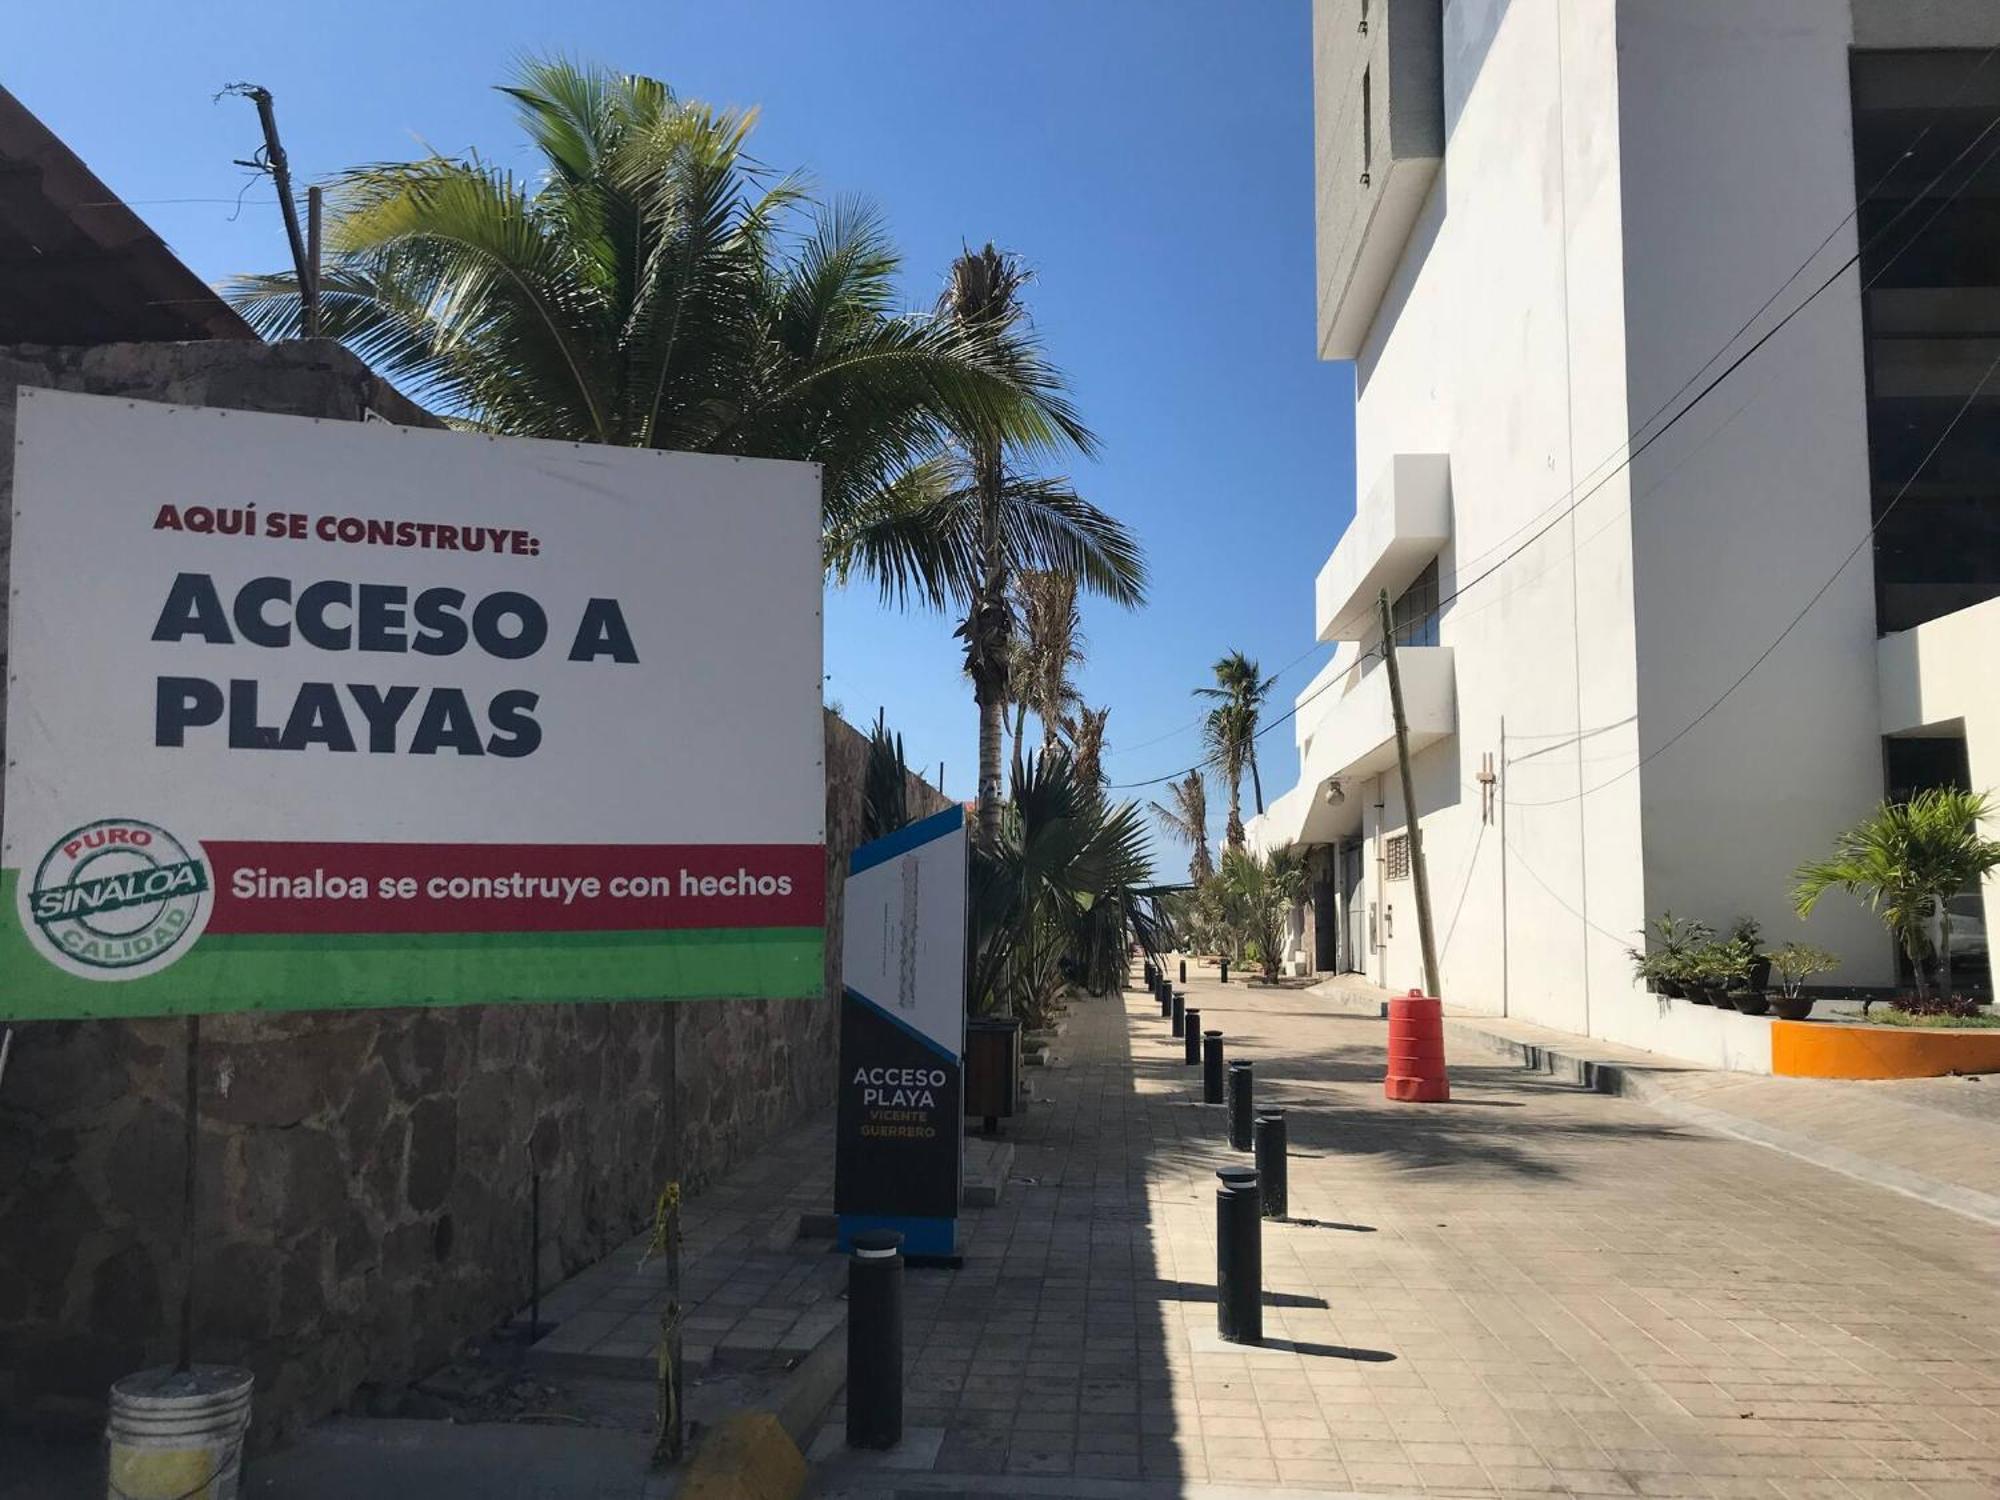 AQUÍ SE CONSTRUYE:
ACCESO A
PLAYAS
PURO
SINALOA
CALIDAD
Sinaloa se construye con hechos
ACCESO
PLAYA
VICENTE
GUERRERO